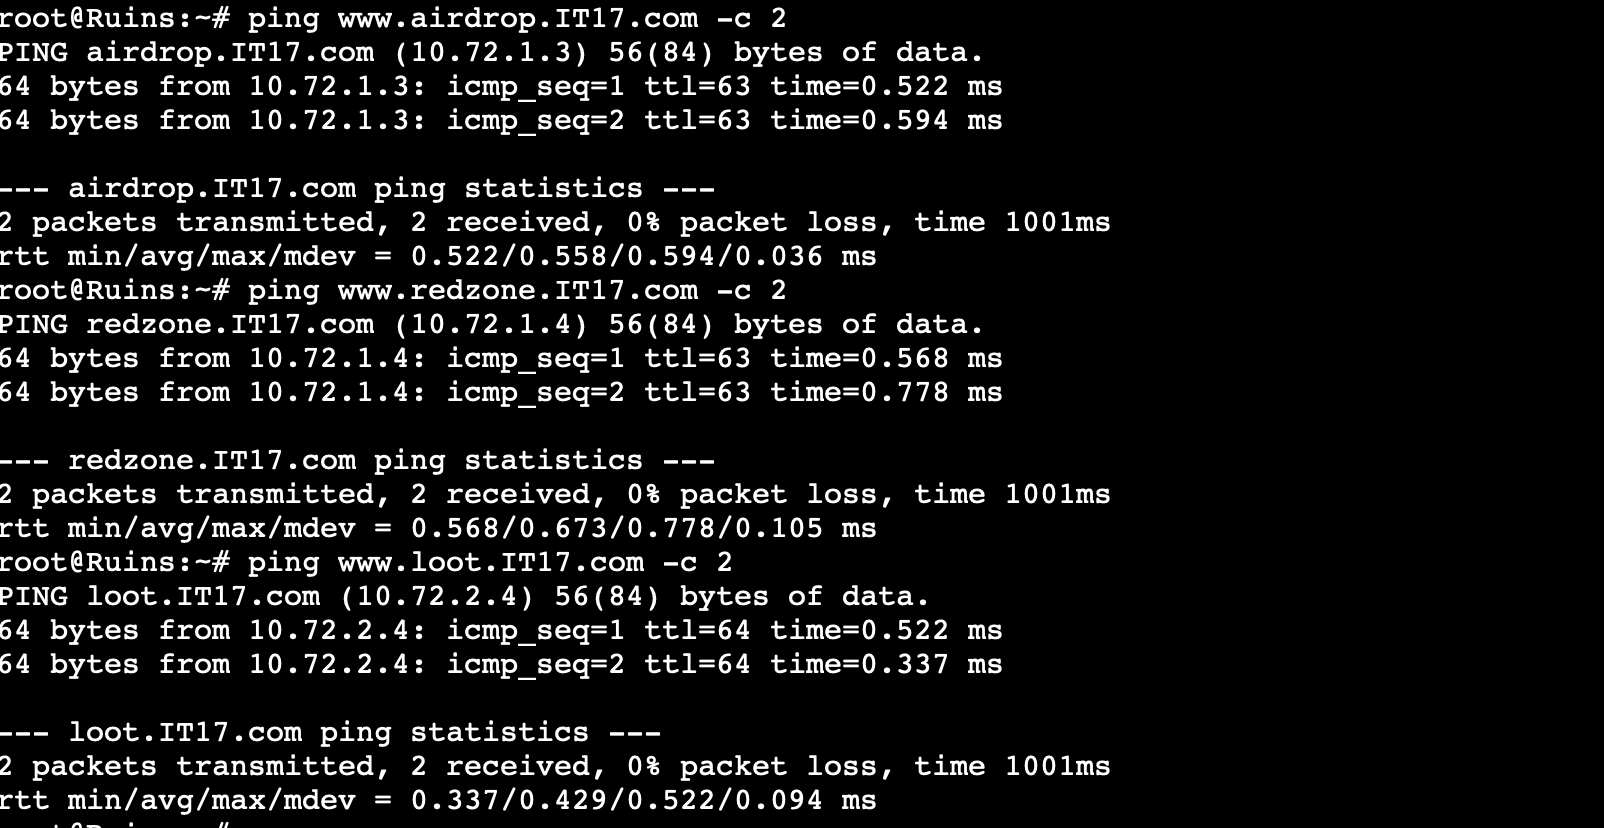 root@Ruins:~# ping www.airdrop.IT17.com -c 2
PING airdrop.IT17.com (10.72.1.3) 56(84) bytes of data.
64 bytes from 10.72.1.3: icmp_seq=1 ttl=63 time=0.522 ms
64 bytes from 10.72.1.3: icmp_seq=2 ttl=63 time=0.594 ms
--- airdrop.IT17.com ping statistics ---
2 packets transmitted, 2 received, 0% packet loss, time 1001ms
rtt min/avg/max/mdev = 0.522/0.558/0.594/0.036 ms
root@Ruins:~# ping www.redzone.IT17.com -c 2
PING redzone.IT17.com (10.72.1.4) 56(84) bytes of data.
64 bytes from 10.72.1.4: icmp_seq=1 ttl=63 time=0.568 ms
64 bytes from 10.72.1.4: icmp_seq=2 ttl=63 time=0.778 ms
--- redzone.IT17.com ping statistics ---
2 packets transmitted, 2 received, 0% packet loss, time 1001ms
rtt min/avg/max/mdev = 0.568/0.673/0.778/0.105 ms
root@Ruins:~# ping www.loot.IT17.com -c 2
PING loot.IT17.com (10.72.2.4) 56(84) bytes of data.
64 bytes from 10.72.2.4: icmp_seq=1 ttl=64 time=0.522 ms
64 bytes from 10.72.2.4: icmp_seq=2 ttl=64 time=0.337 ms
--- loot.IT17.com ping statistics ---
2 packets transmitted, 2 received, 0% packet loss, time 1001ms
rtt min/avg/max/mdev = 0.337/0.429/0.522/0.094 ms